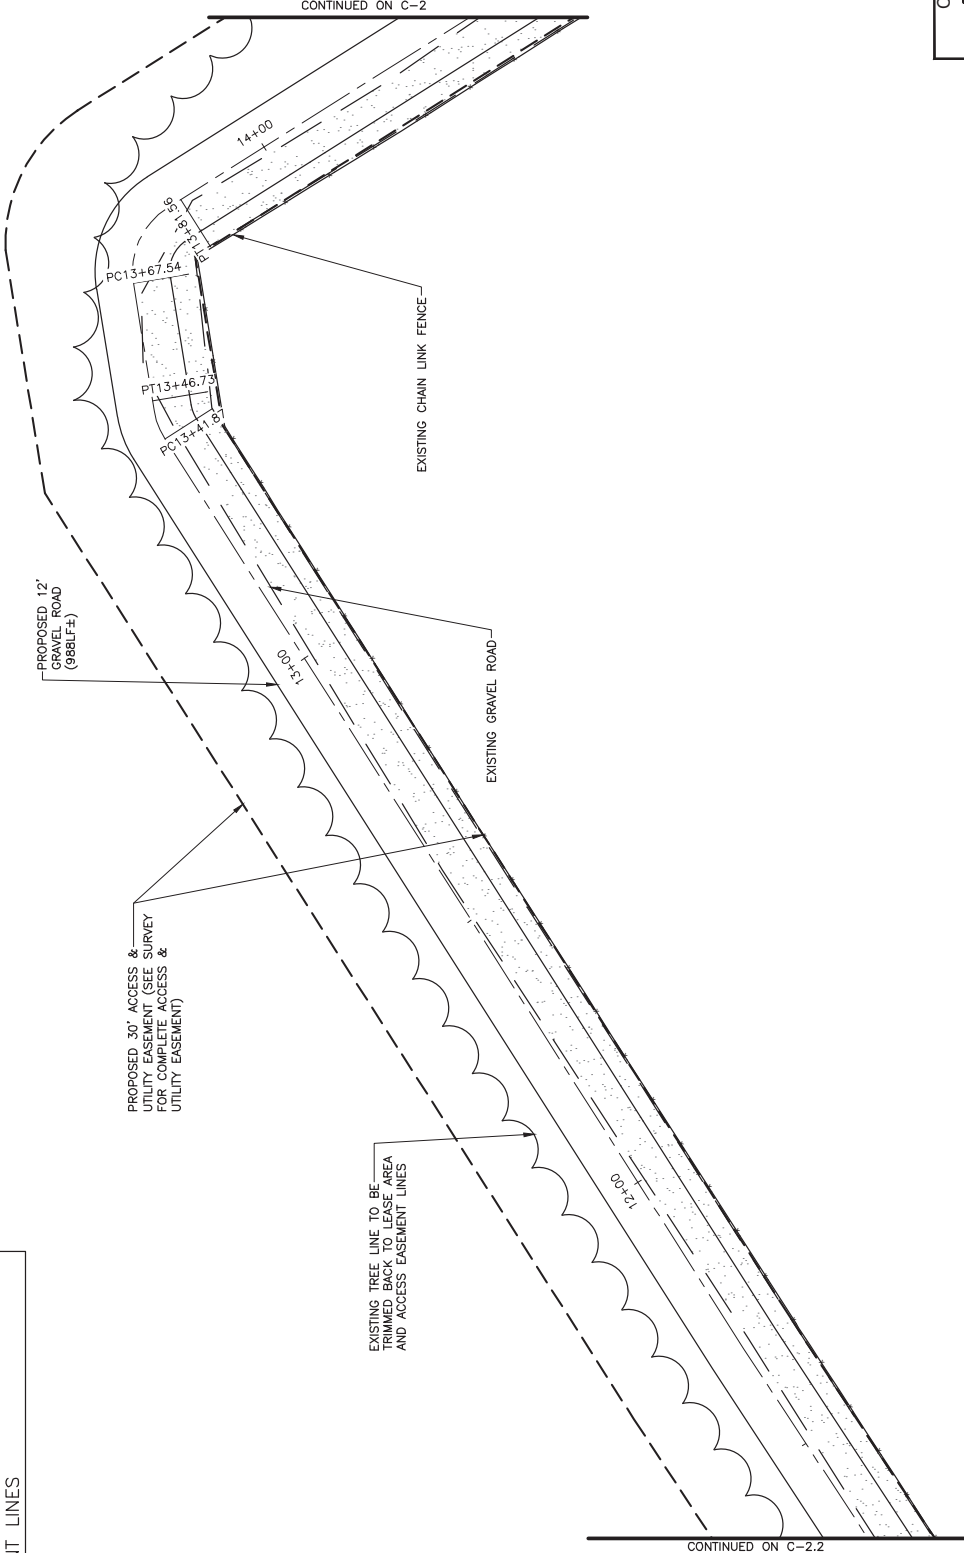 CONTINUED ON C-2
14+00
PT13+81.56
PC13+67.54
PT13+46.73
PC13+41.87
EXISTING CHAIN LINK FENCE
PROPOSED 12'
GRAVEL ROAD
(988LF±)
13+00
EXISTING GRAVEL ROAD
PROPOSED 30' ACCESS &
UTILITY EASEMENT (SEE SURVEY
FOR COMPLETE ACCESS &
UTILITY EASEMENT)
EXISTING TREE LINE TO BE
TRIMMED BACK TO LEASE AREA
AND ACCESS EASEMENT LINES
12+00
LINES
CONTINUED ON C-2.2